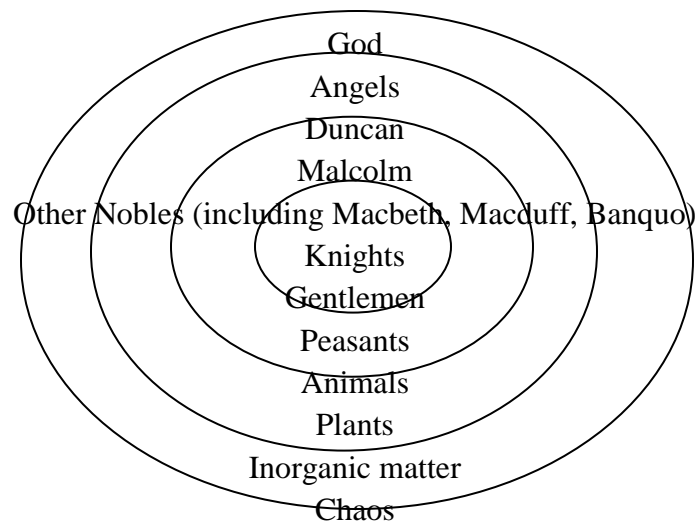 God
Angels
Duncan
Malcolm
Other Nobles (including Macbeth, Macduff, Banquo)
Knights
Gentlemen
Peasants
Animals
Plants
Inorganic matter
Chaos